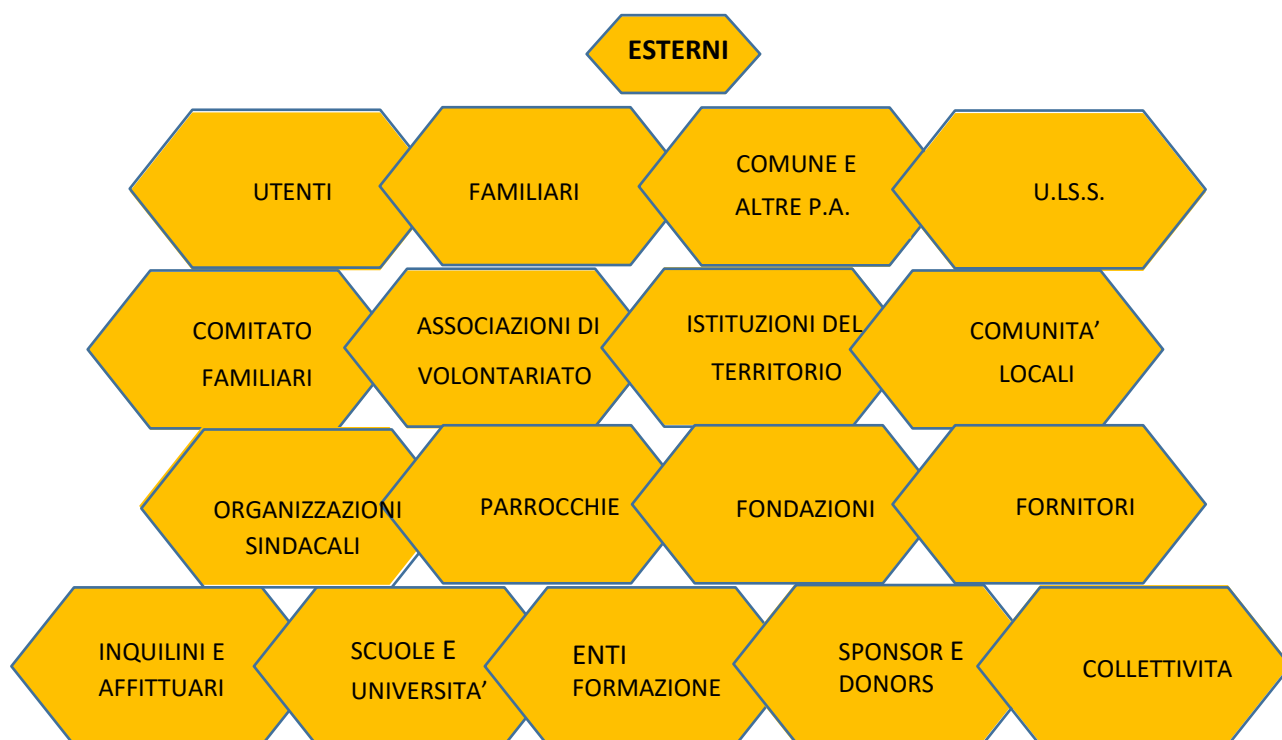 ESTERNI
UTENTI
FAMILIARI
COMUNE E
ALTRE P.A.
U.LS.S.
COMITATO
FAMILIARI
ASSOCIAZIONI DI
VOLONTARIATO
ISTITUZIONI DEL
TERRITORIO
COMUNITA’
LOCALI
ORGANIZZAZIONI
SINDACALI
PARROCCHIE
FONDAZIONI
FORNITORI
INQUILINI E
AFFITTUARI
SCUOLE E
UNIVERSITA’
ENTI
FORMAZIONE
SPONSOR E
DONORS
COLLETTIVITA